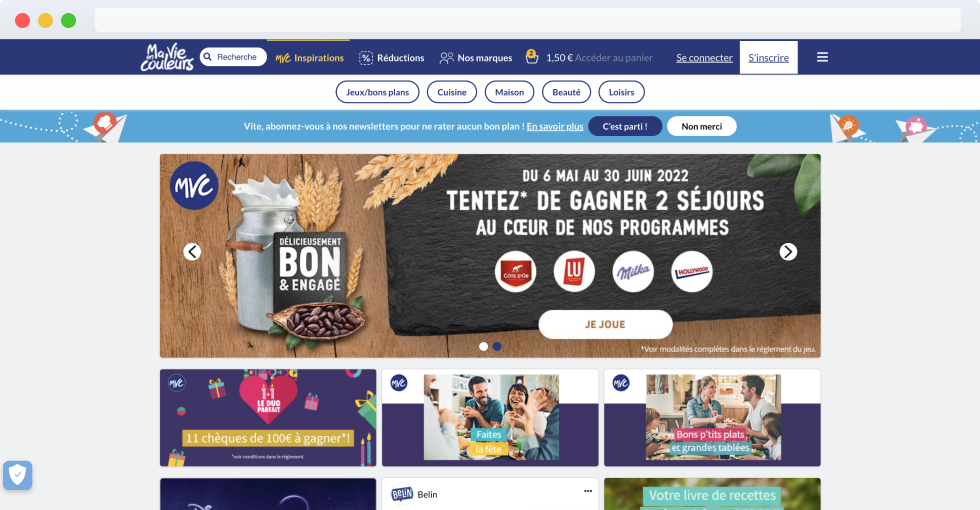 Ma Vie
en
Couleurs
Recherche
MVC Inspirations
% Réductions
Nos marques
2
1,50 € Accéder au panier
Se connecter
S'inscrire
Jeux/bons plans
Cuisine
Maison
Beauté
Loisirs
Vite, abonnez-vous à nos newsletters pour ne rater aucun bon plan ! En savoir plus
C'est parti !
Non merci
MVC
DÉLICIEUSEMENT
BON
& ENGAGÉ
DU 6 MAI AU 30 JUIN 2022
TENTEZ* DE GAGNER 2 SÉJOURS
AU CŒUR DE NOS PROGRAMMES
CÔTE D'OR
LU
Milka
HOLLYWOOD
JE JOUE
*Voir modalités complètes dans le règlement du jeu.
MVC
LE DUO
PARFAIT
11 chèques de 100€ à gagner*!
*voir conditions dans le règlement.
MVC
Faites
la fête
MVC
Bons p'tits plats
et grandes tablées
BELIN
Belin
Votre livre de recettes